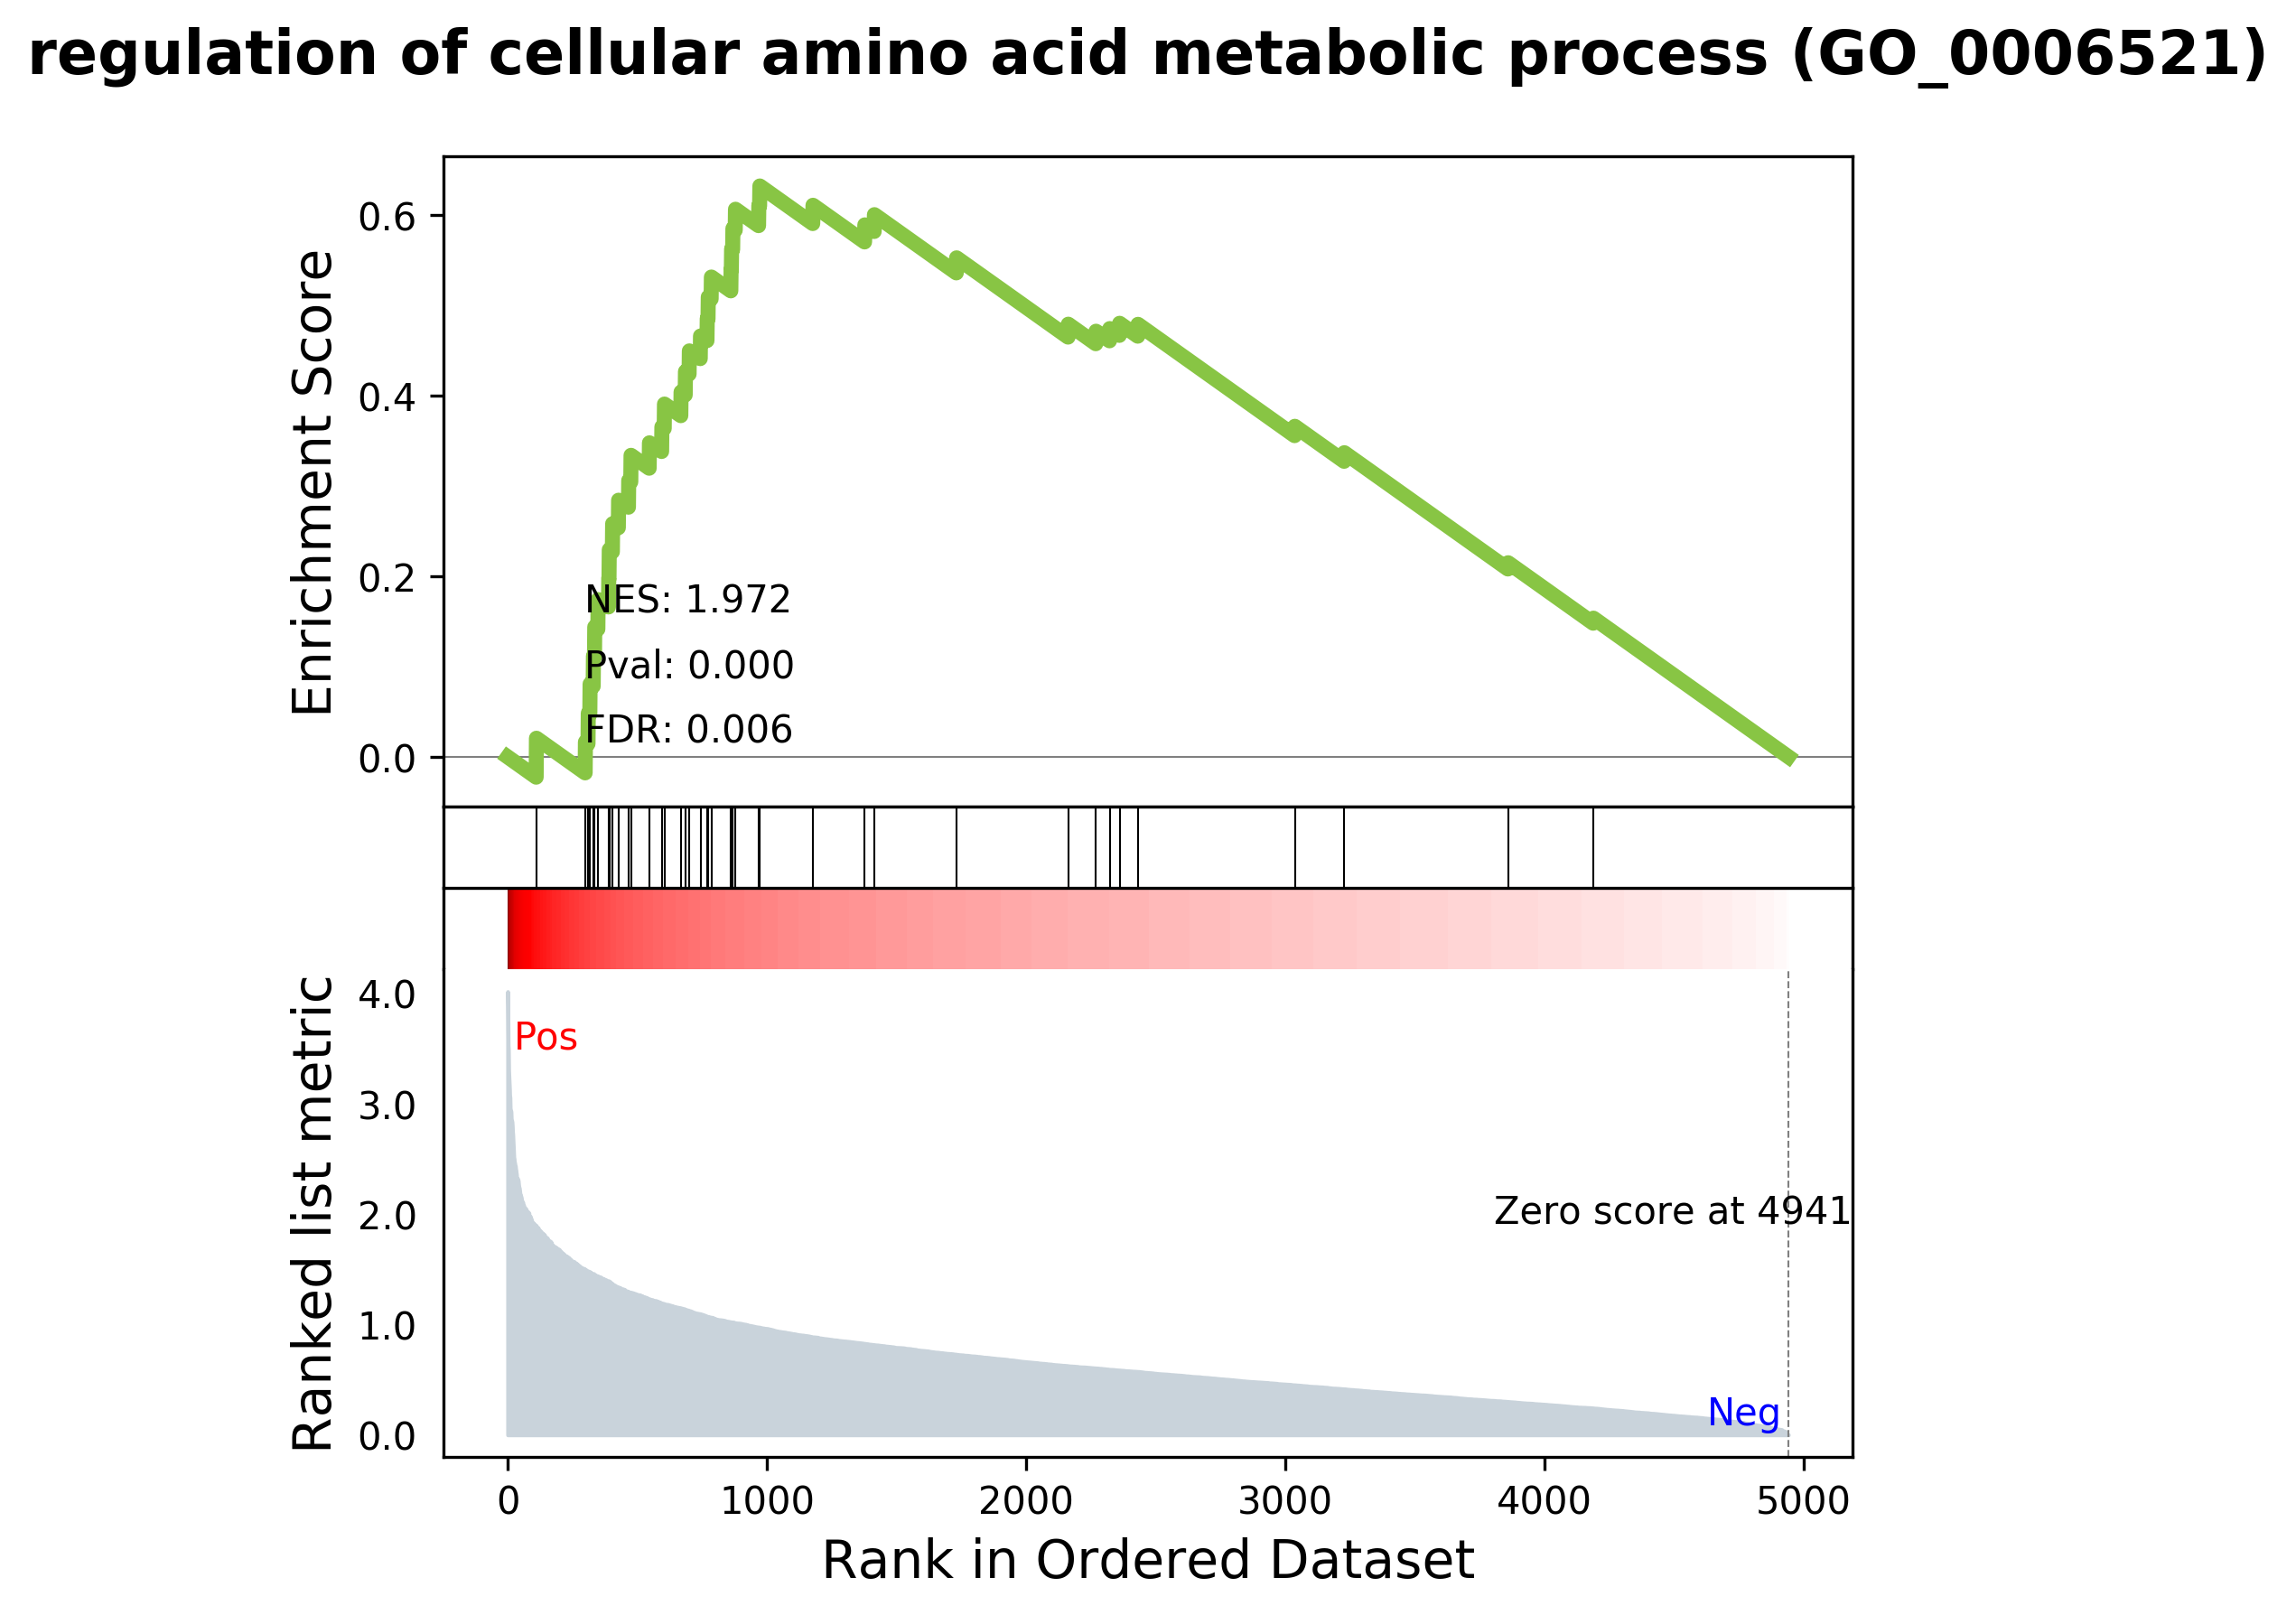 regulation of cellular amino acid metabolic process (GO_0006521)
Enrichment Score
0.6
0.4
0.2
0.0
NES: 1.972
Pval: 0.000
FDR: 0.006
Ranked list metric
4.0
3.0
2.0
1.0
0.0
Pos
Zero score at 4941
Neg
0 1000 2000 3000 4000 5000
Rank in Ordered Dataset